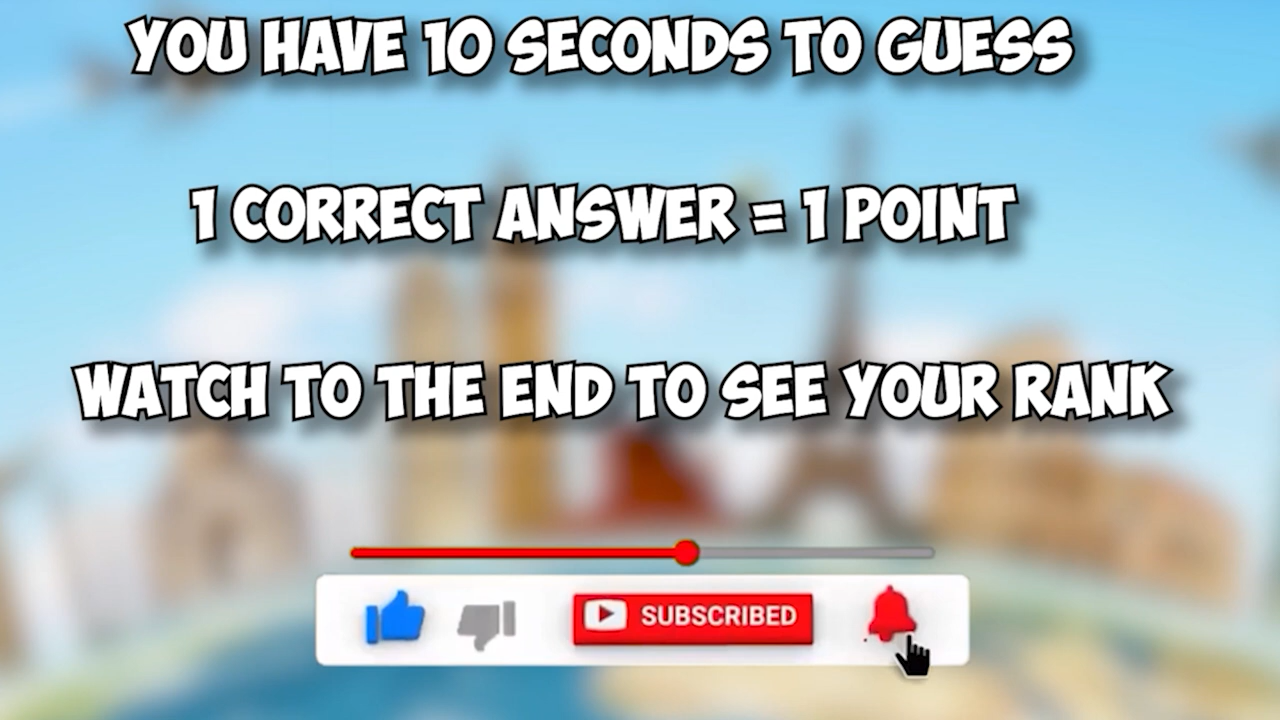 YOU HAVE 10 SECONDS TO GUESS
1 CORRECT ANSWER = 1 POINT
WATCH TO THE END TO SEE YOUR RANK
SUBSCRIBED